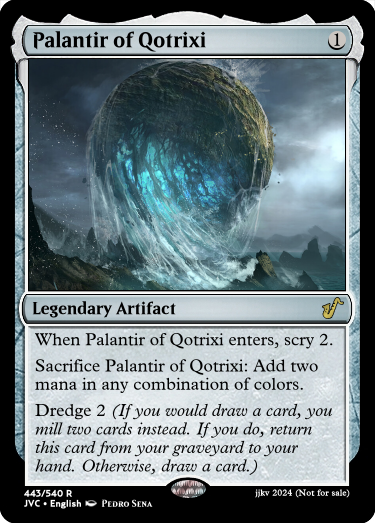 Palantir of Qotrixi 1
Legendary Artifact
When Palantir of Qotrixi enters, scry 2.
Sacrifice Palantir of Qotrixi: Add two
mana in any combination of colors.
Dredge 2 (If you would draw a card, you
mill two cards instead. If you do, return
this card from your graveyard to your
hand. Otherwise, draw a card.)
443/540 R
JVC • English Pedro Sena
jjkv 2024 (Not for sale)